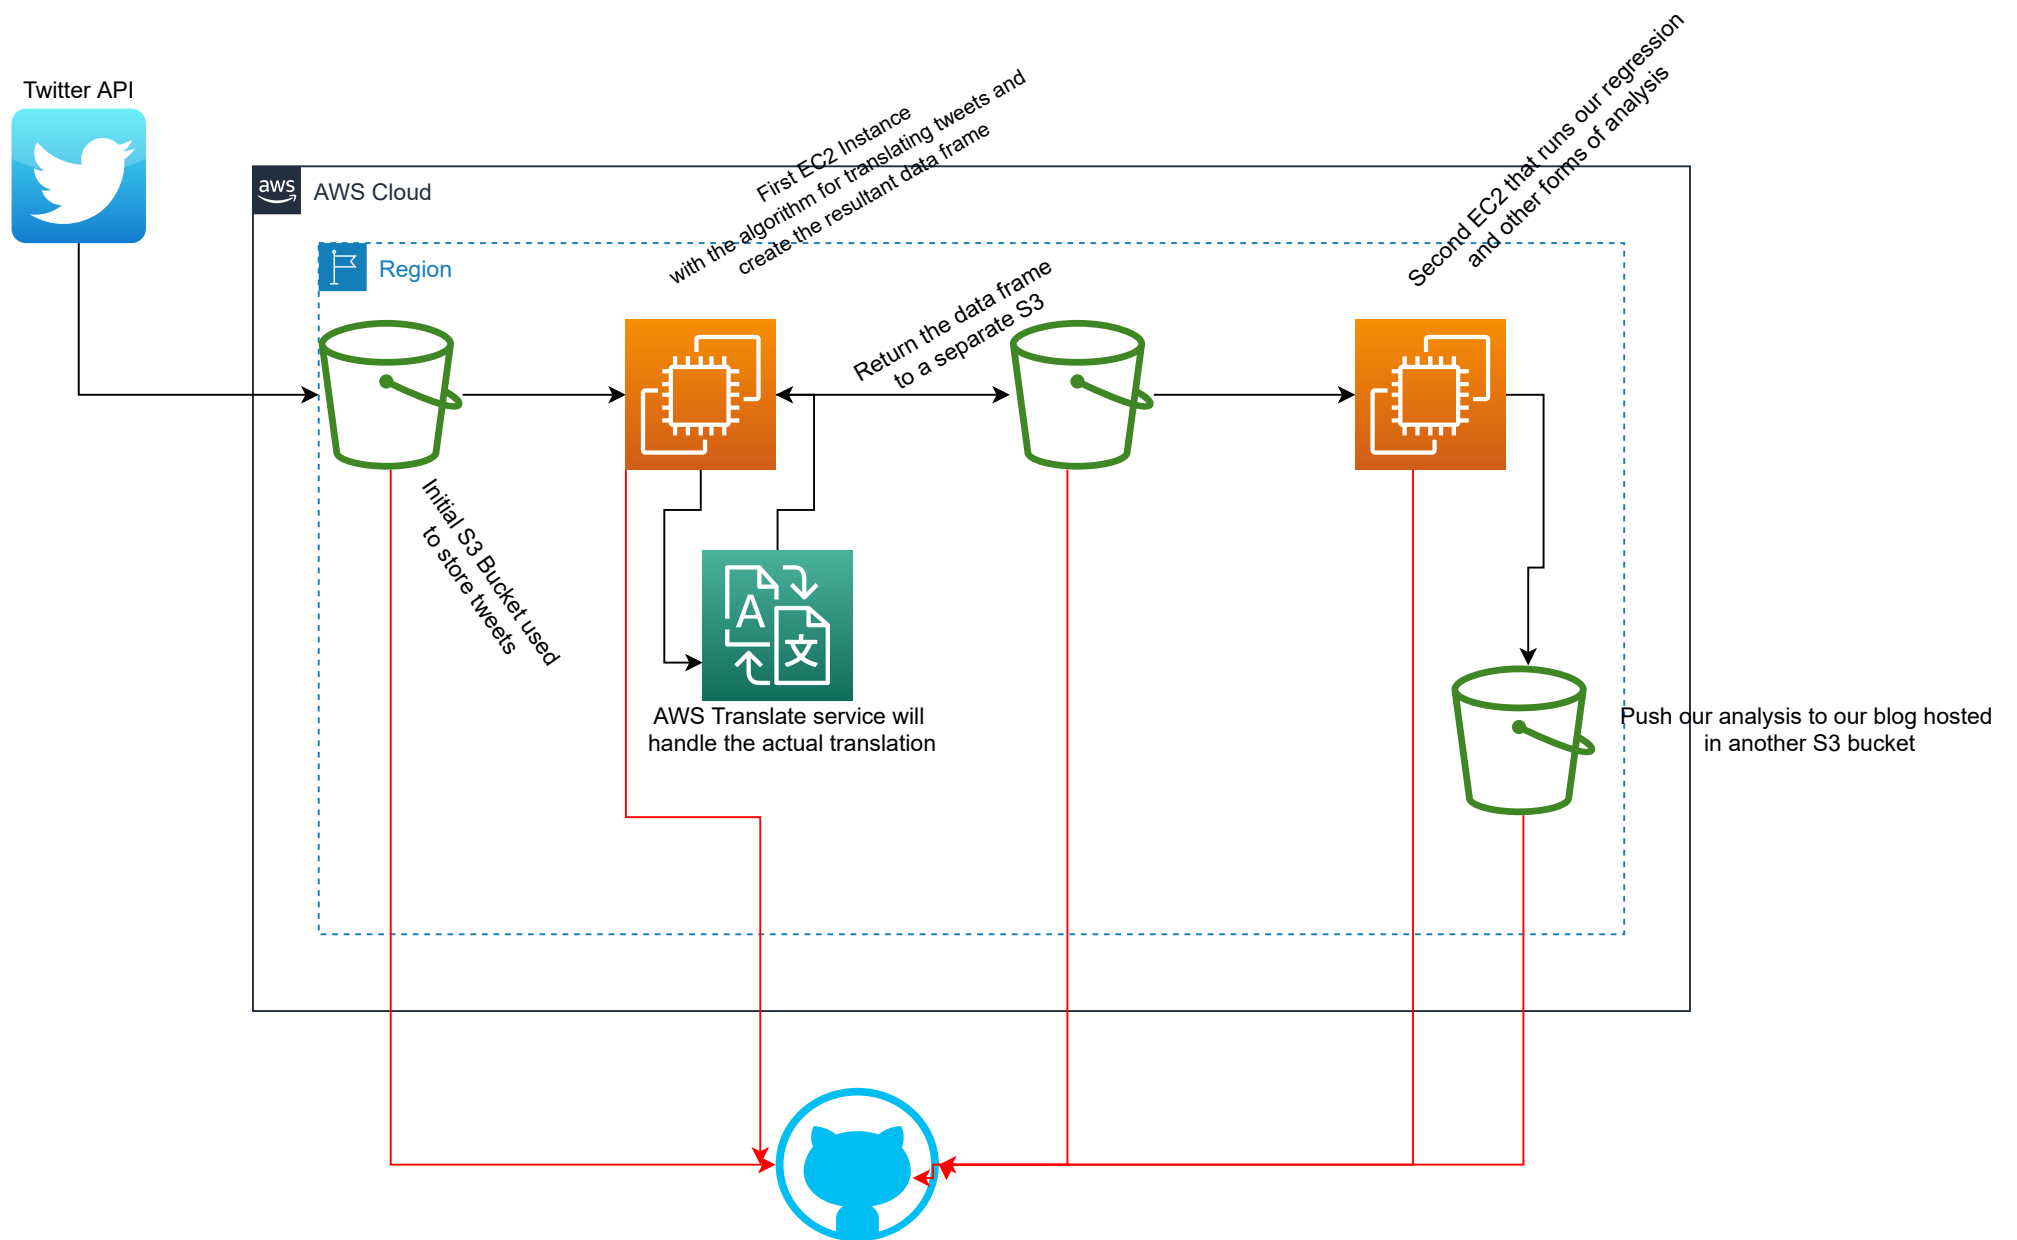 Twitter API
aws
AWS Cloud
Region
First EC2 Instance
with the algorithm for translating tweets and
create the resultant data frame
Second EC2 that runs our regression
and other forms of analysis
Return the data frame
to a separate S3
Initial S3 Bucket used
to store tweets
A
文
AWS Translate service will
handle the actual translation
Push our analysis to our blog hosted
in another S3 bucket